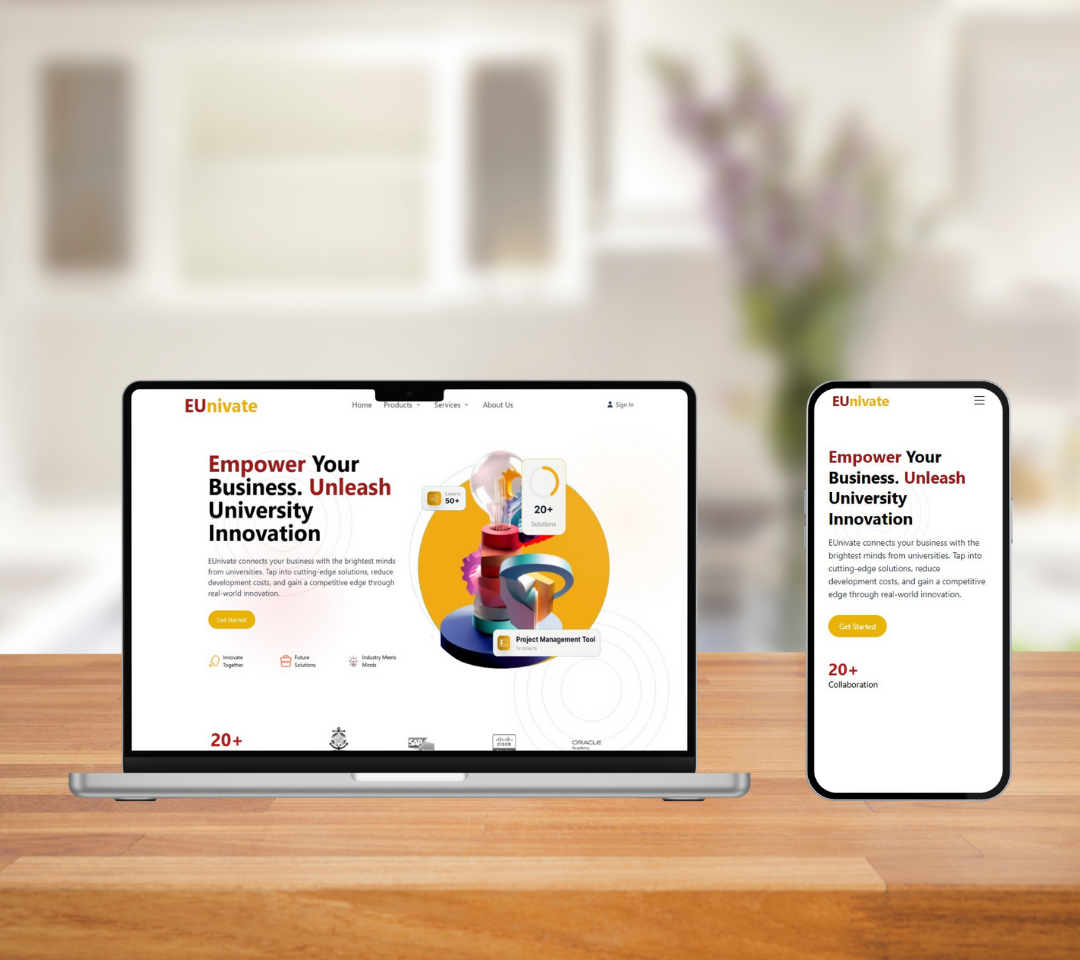 EUnivate
Home Products Services About Us
Sign In
Empower Your
Business. Unleash
University
Innovation
EUnivate connects your business with the brightest minds
from universities. Tap into cutting-edge solutions, reduce
development costs, and gain a competitive edge through
real-world innovation.
Get Started
Innovate
Together
Future
Solutions
Industry Meets
Minds
Experts
50+
20+
Solutions
Project Management Tool
20+
SAP
cisco
ORACLE
Academy
EUnivate
Empower Your
Business. Unleash
University
Innovation
EUnivate connects your business with the
brightest minds from universities. Tap into
cutting-edge solutions, reduce
development costs, and gain a competitive
edge through real-world innovation.
Get Started
20+
Collaboration